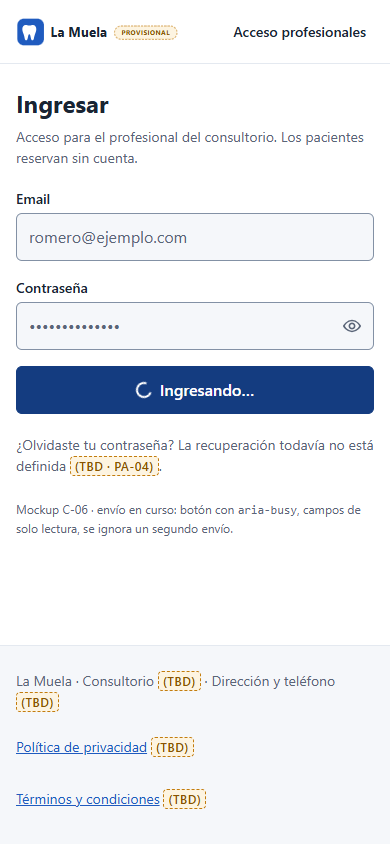 La Muela PROVISIONAL Acceso profesionales
Ingresar
Acceso para el profesional del consultorio. Los pacientes
reservan sin cuenta.
Email
romero@ejemplo.com
Contraseña
••••••••••••••
Ingresando...
¿Olvidaste tu contraseña? La recuperación todavía no está
definida (TBD · PA-04).
Mockup C-06 · envío en curso: botón con aria-busy, campos de
solo lectura, se ignora un segundo envío.
La Muela · Consultorio (TBD) · Dirección y teléfono
(TBD)
Política de privacidad (TBD)
Términos y condiciones (TBD)